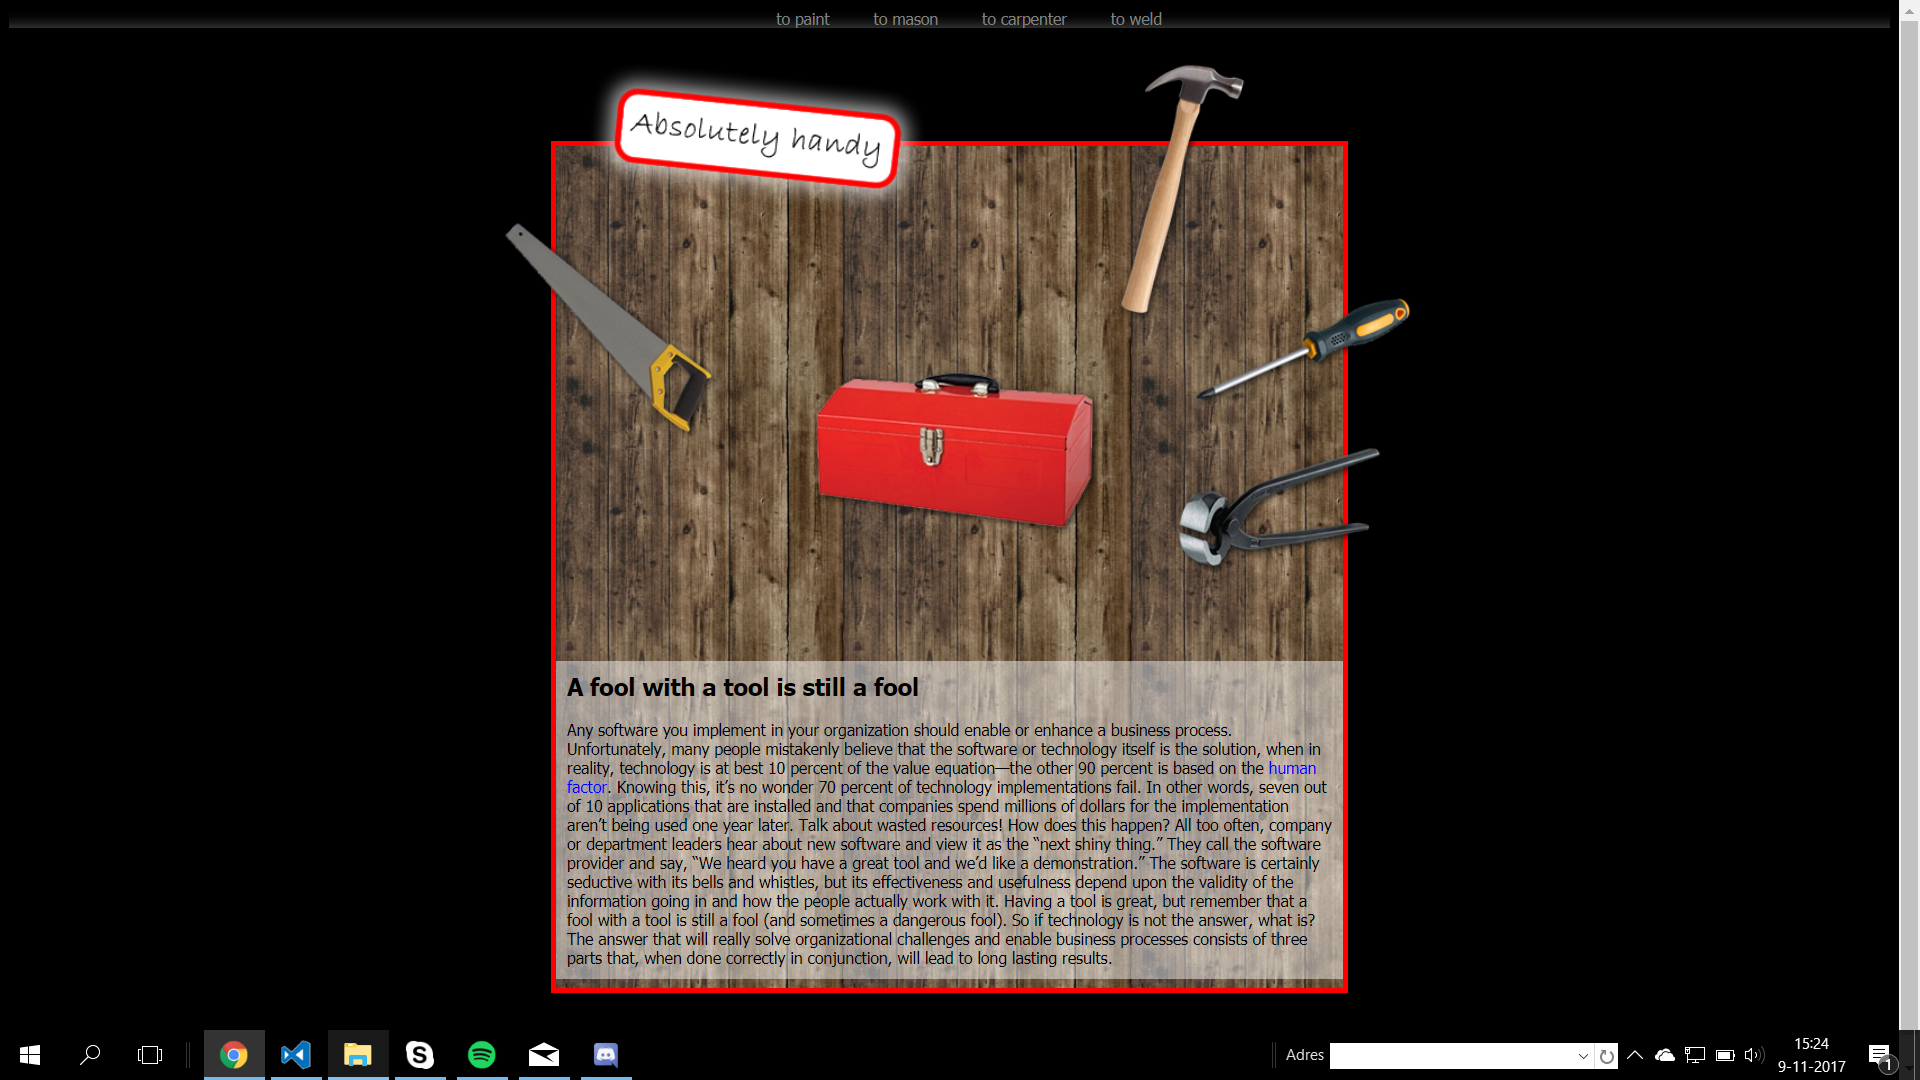 to paint to mason to carpenter to weld
Absolutely handy
A fool with a tool is still a fool
Any software you implement in your organization should enable or enhance a business process.
Unfortunately, many people mistakenly believe that the software or technology itself is the solution, when in
reality, technology is at best 10 percent of the value equation—the other 90 percent is based on the human
factor. Knowing this, it’s no wonder 70 percent of technology implementations fail. In other words, seven out
of 10 applications that are installed and that companies spend millions of dollars for the implementation
aren’t being used one year later. Talk about wasted resources! How does this happen? All too often, company
or department leaders hear about new software and view it as the “next shiny thing.” They call the software
provider and say, “We heard you have a great tool and we’d like a demonstration.” The software is certainly
seductive with its bells and whistles, but its effectiveness and usefulness depend upon the validity of the
information going in and how the people actually work with it. Having a tool is great, but remember that a
fool with a tool is still a fool (and sometimes a dangerous fool). So if technology is not the answer, what is?
The answer that will really solve organizational challenges and enable business processes consists of three
parts that, when done correctly in conjunction, will lead to long lasting results.
Adres
15:24
9-11-2017
1